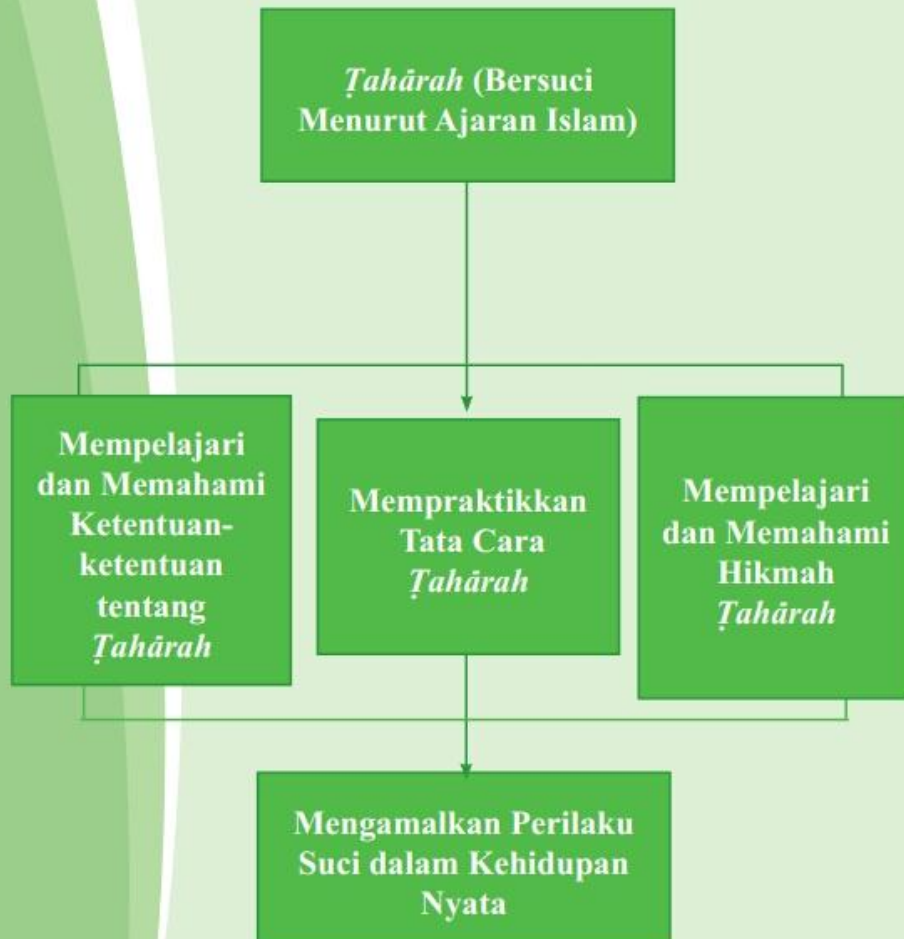 Ṭahārah (Bersuci
Menurut Ajaran Islam)
Mempelajari
dan Memahami
Ketentuan-
ketentuan
tentang
Ṭahārah
Mempraktikkan
Tata Cara
Ṭahārah
Mempelajari
dan Memahami
Hikmah
Ṭahārah
Mengamalkan Perilaku
Suci dalam Kehidupan
Nyata